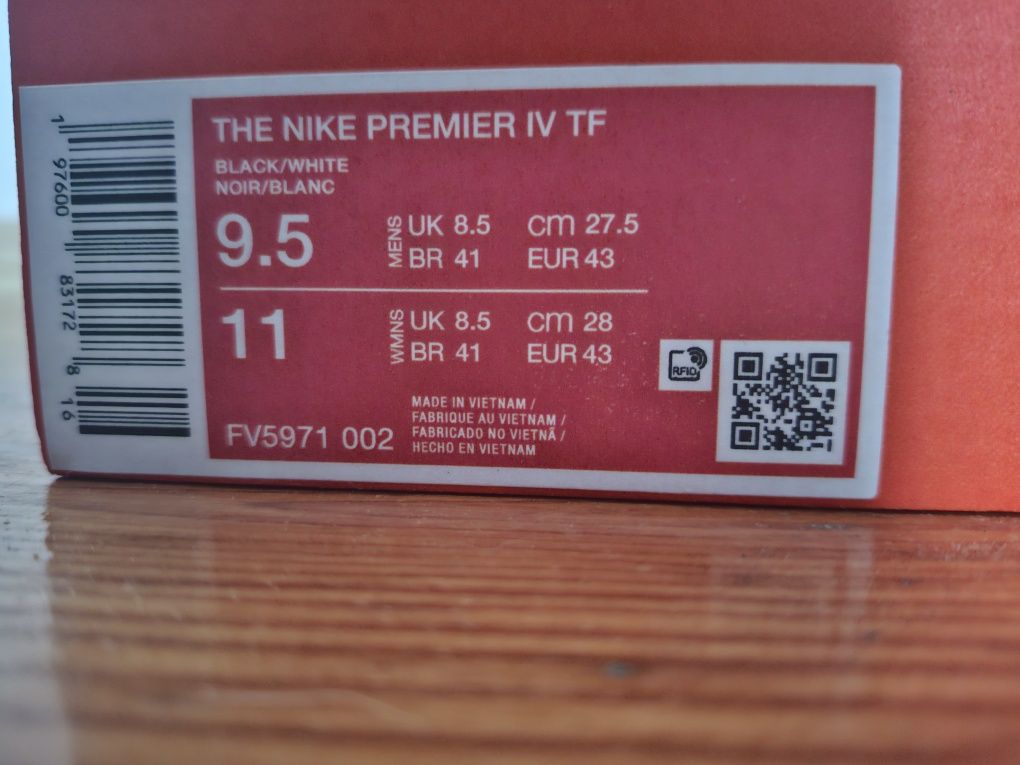 THE NIKE PREMIER IV TF
BLACK/WHITE
NOIR/BLANC
9.5 MENS UK 8.5 cm 27.5
BR 41 EUR 43
11 WMNS UK 8.5 cm 28
BR 41 EUR 43
FV5971 002
MADE IN VIETNAM /
FABRIQUE AU VIETNAM /
FABRICADO NO VIETNÃ /
HECHO EN VIETNAM
RFID
1 97600 83172 8 16